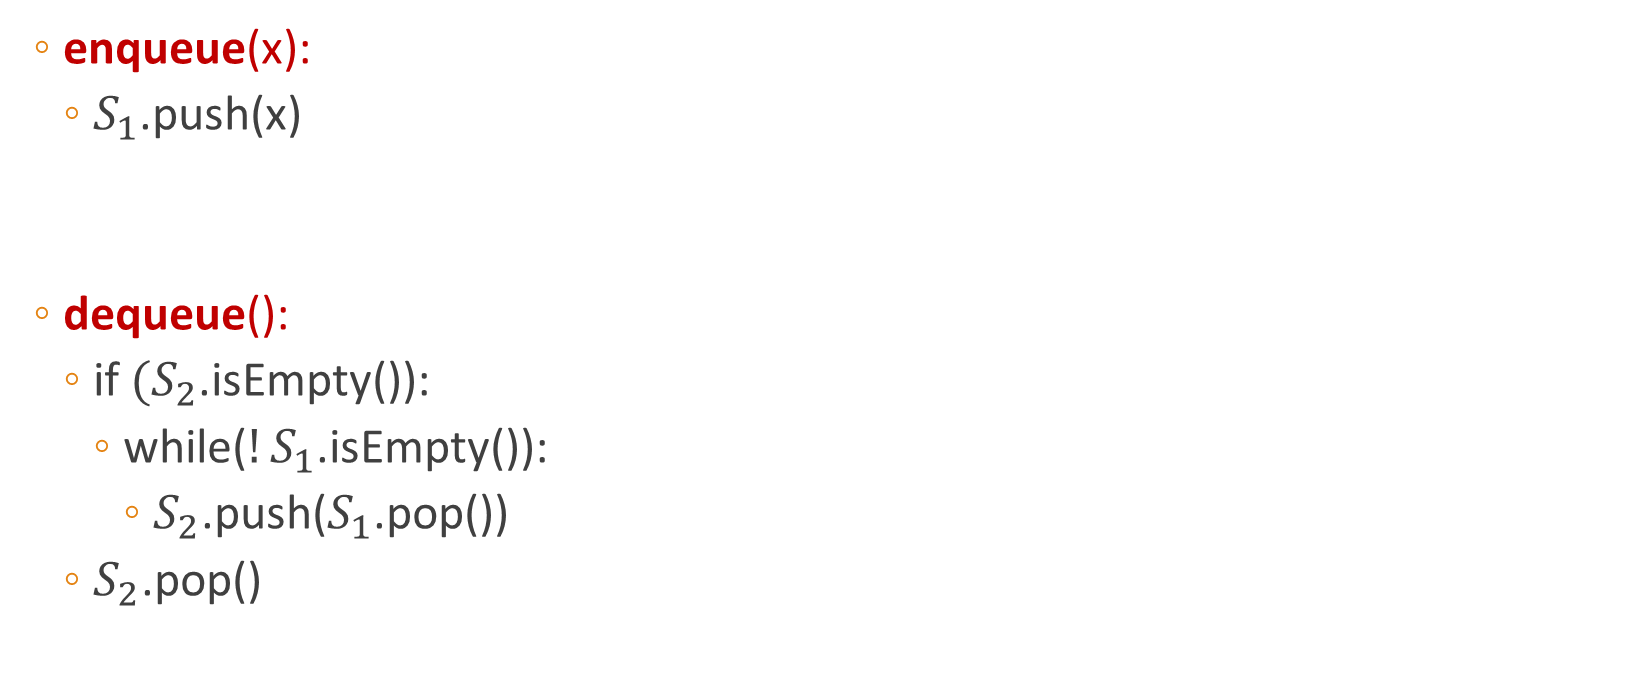 ◦ enqueue(x):
◦ S₁.push(x)
◦ dequeue():
◦ if (S₂.isEmpty()):
◦ while(! S₁.isEmpty()):
◦ S₂.push(S₁.pop())
◦ S₂.pop()